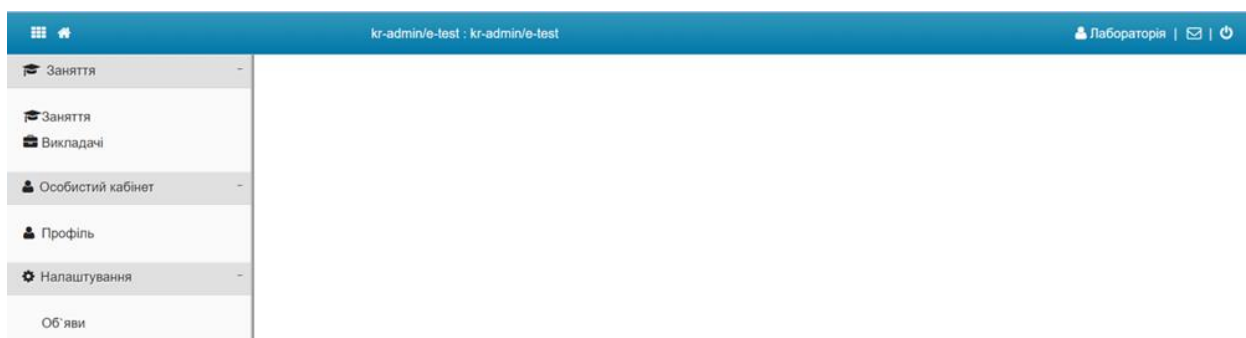 kr-admin/e-test : kr-admin/e-test
Лабораторія | |
Заняття -
Заняття
Викладачі
Особистий кабінет -
Профіль
Налаштування -
Об`яви